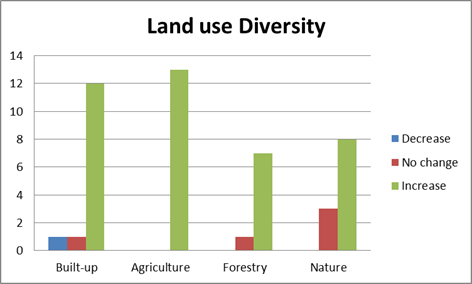 Land use Diversity
14
12
10
8
6
4
2
0
Built-up Agriculture Forestry Nature
Decrease
No change
Increase